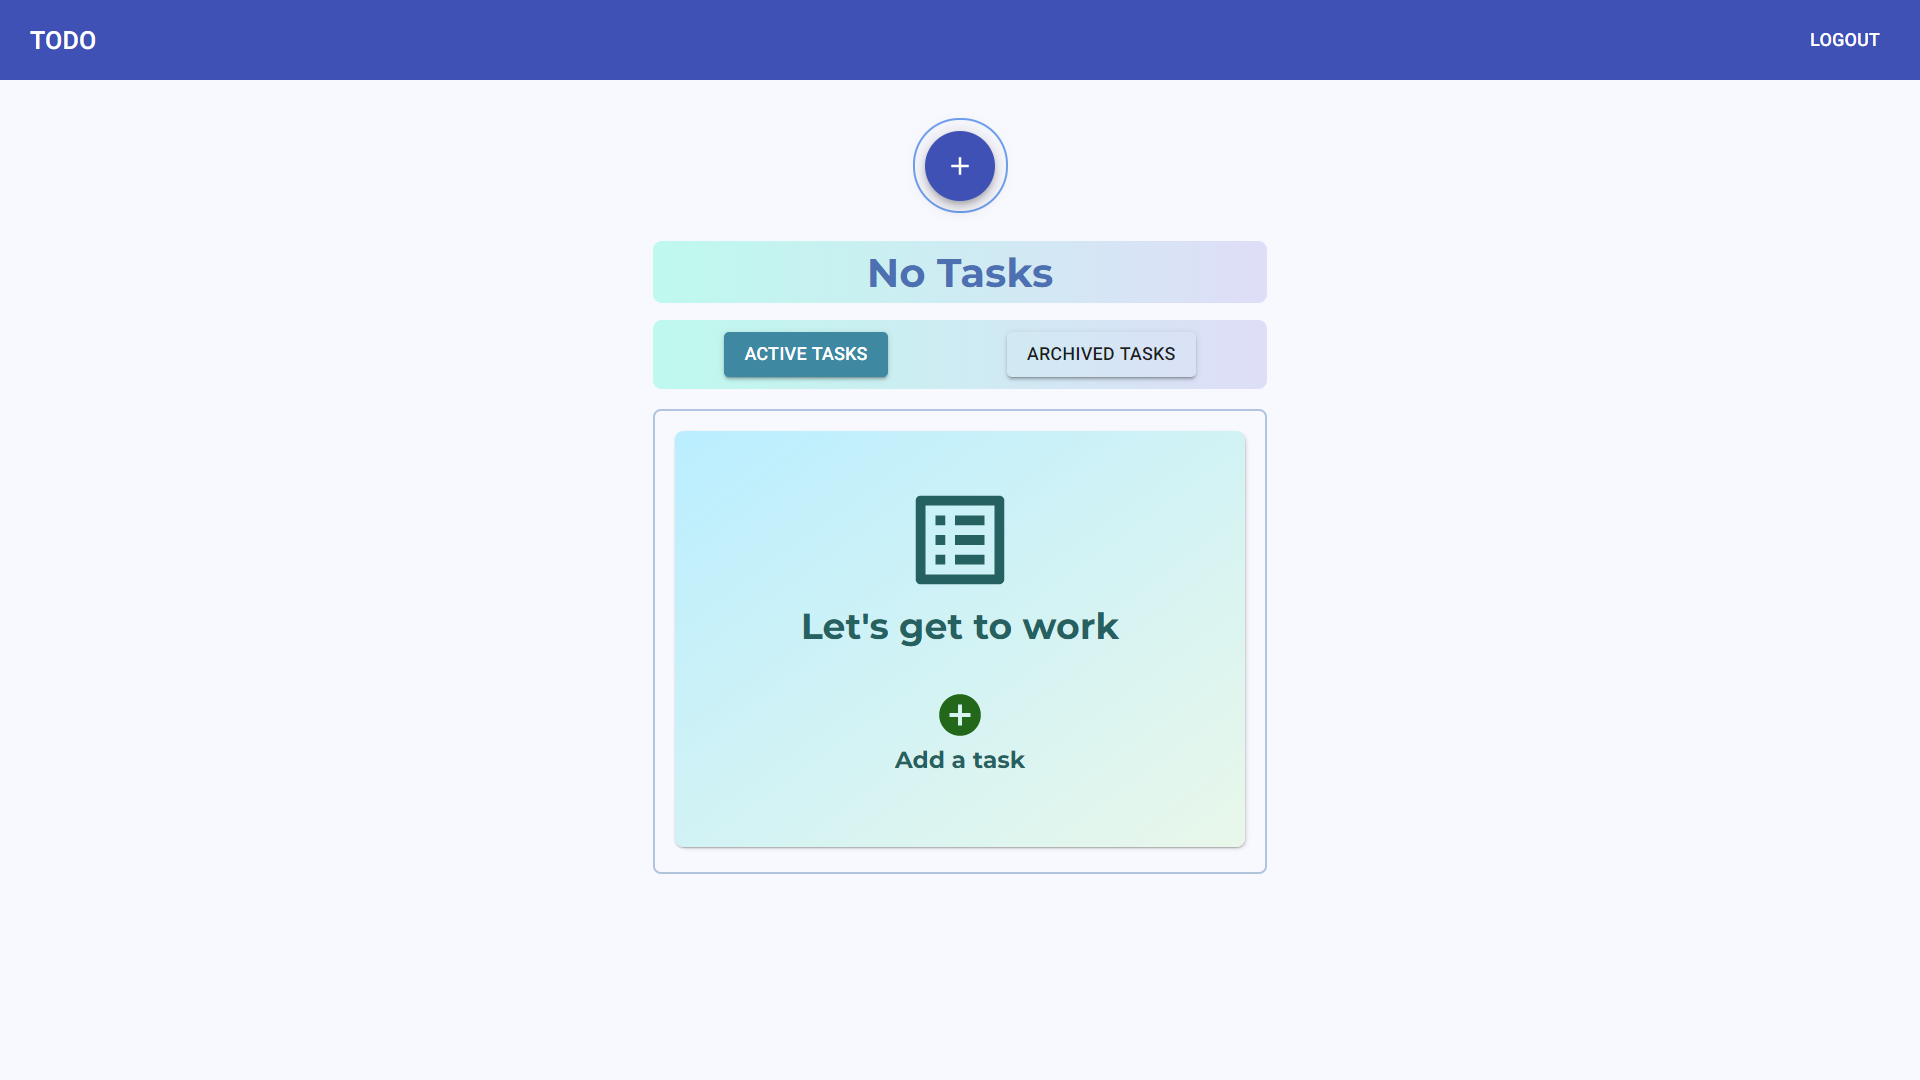 TODO
LOGOUT
No Tasks
ACTIVE TASKS
ARCHIVED TASKS
Let's get to work
Add a task